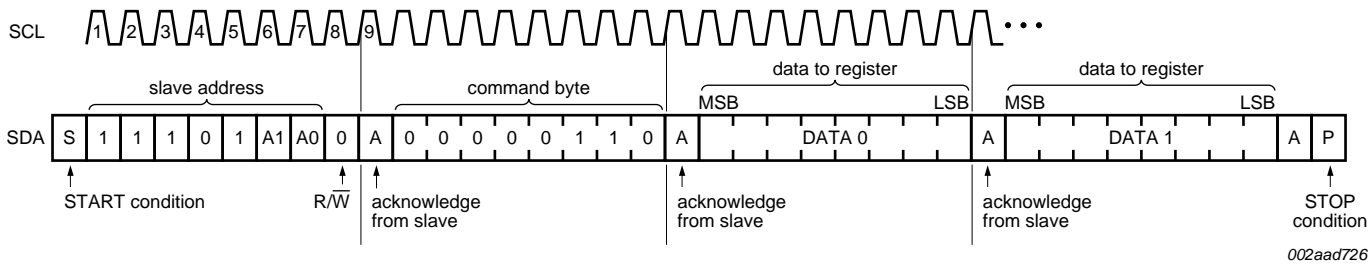 SCL 1 2 3 4 5 6 7 8 9 • • •
slave address command byte data to register data to register
MSB LSB MSB LSB
SDA S 1 1 1 0 1 A1 A0 0 A 0 0 0 0 0 1 1 0 A DATA 0 A DATA 1 A P
START condition R/W̅ acknowledge from slave acknowledge from slave acknowledge from slave STOP condition
002aad726